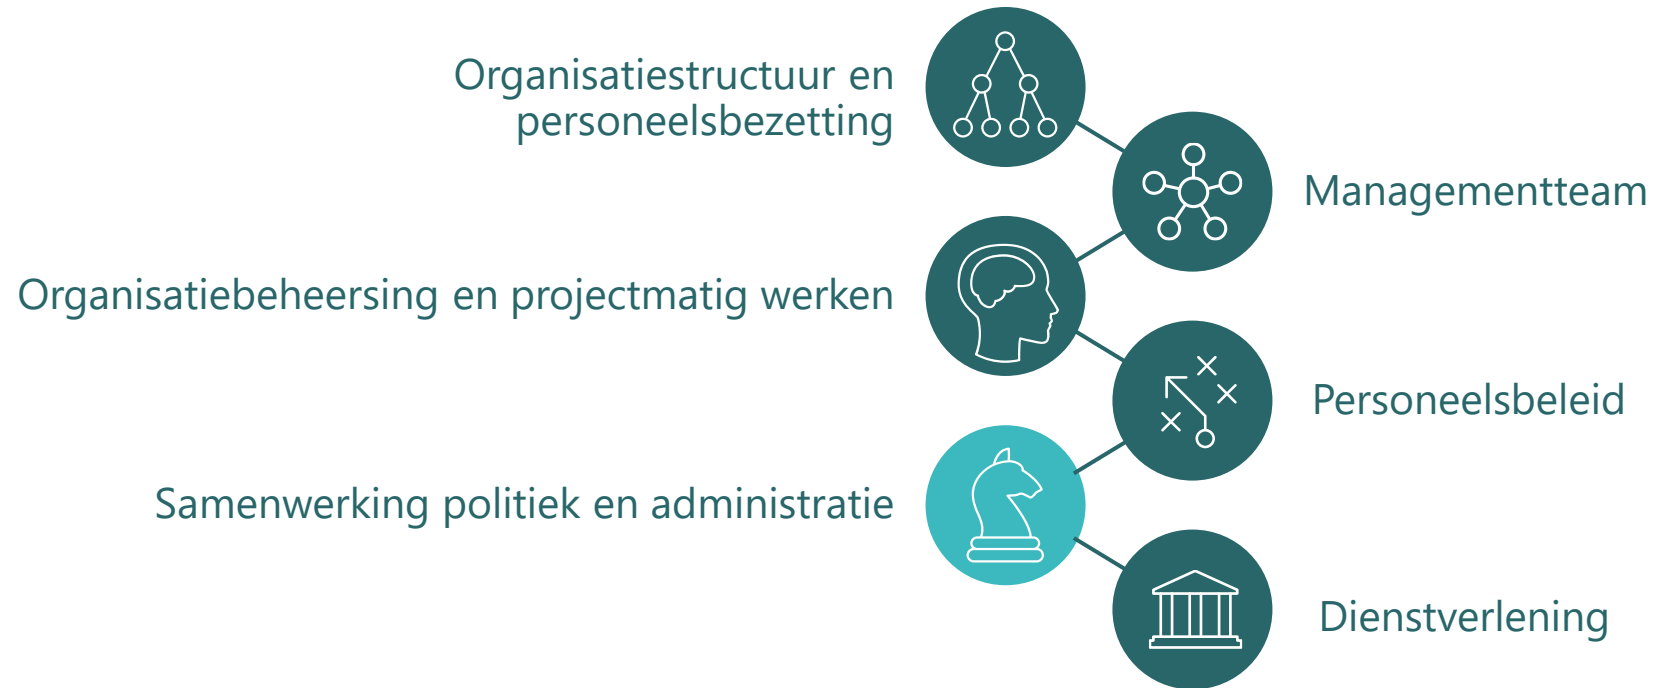 Organisatiestructuur en
personeelsbezetting
Managementteam
Organisatiebeheersing en projectmatig werken
Personeelsbeleid
Samenwerking politiek en administratie
Dienstverlening